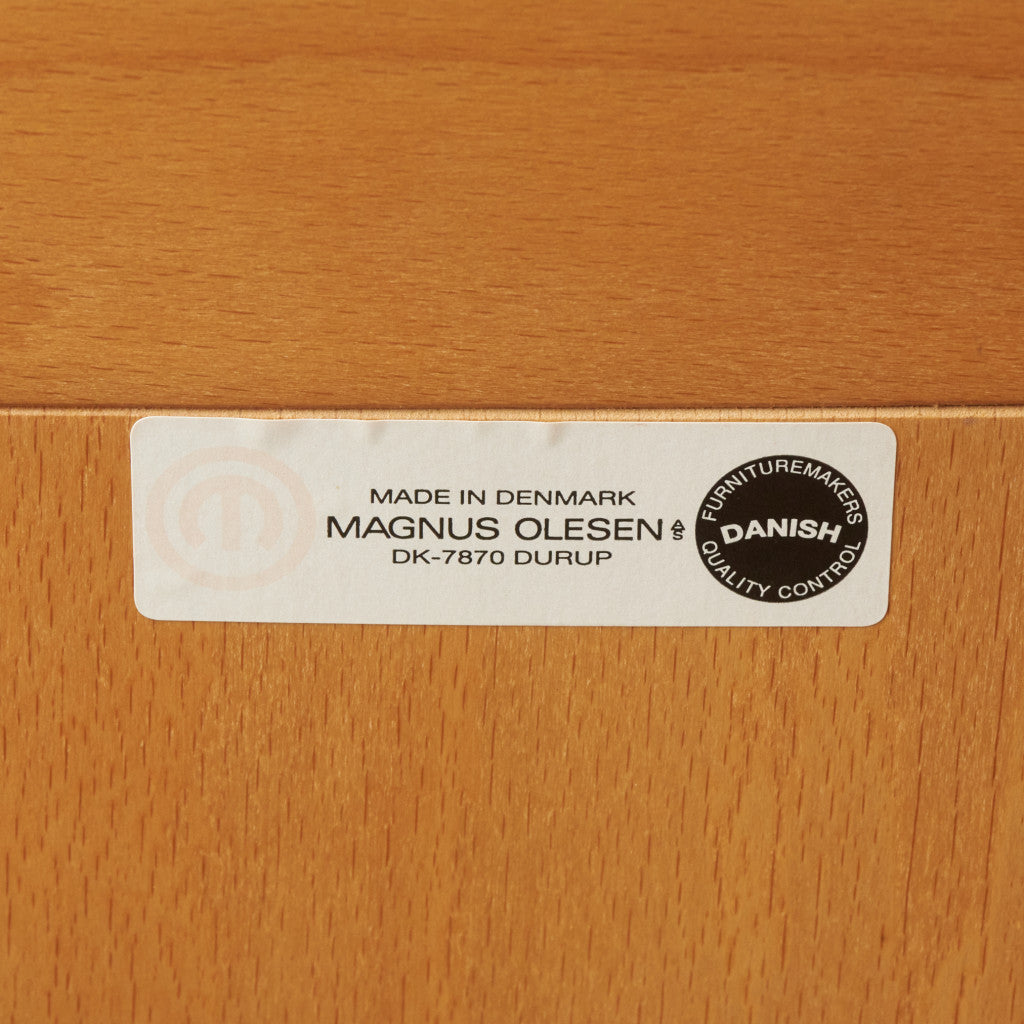 MADE IN DENMARK
MAGNUS OLESEN A/S
DK-7870 DURUP
FURNITUREMAKERS
DANISH
QUALITY CONTROL